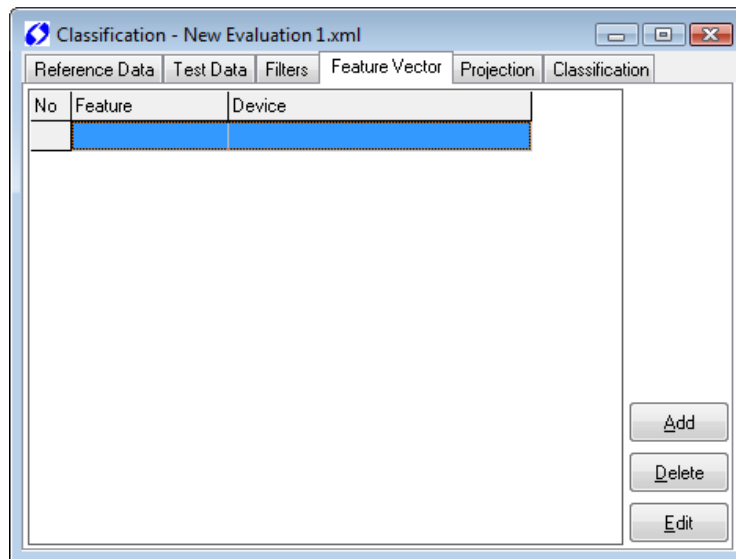 Classification - New Evaluation 1.xml
Reference Data Test Data Filters Feature Vector Projection Classification
No Feature Device
Add
Delete
Edit